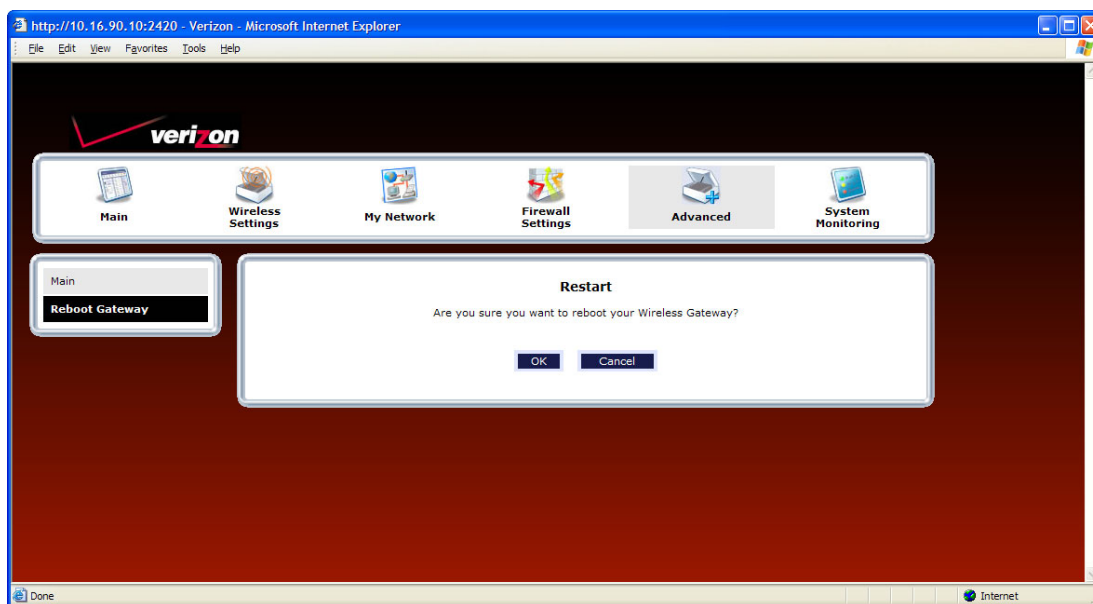 http://10.16.90.10:2420 - Verizon - Microsoft Internet Explorer
File Edit View Favorites Tools Help
verizon
Main
Wireless
Settings
My Network
Firewall
Settings
Advanced
System
Monitoring
Main
Reboot Gateway
Restart
Are you sure you want to reboot your Wireless Gateway?
OK Cancel
Done Internet